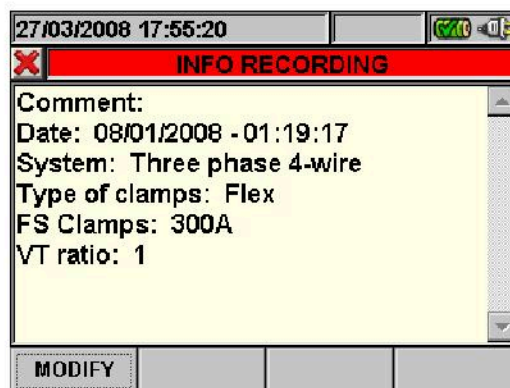 27/03/2008 17:55:20
INFO RECORDING
Comment:
Date: 08/01/2008 - 01:19:17
System: Three phase 4-wire
Type of clamps: Flex
FS Clamps: 300A
VT ratio: 1
MODIFY